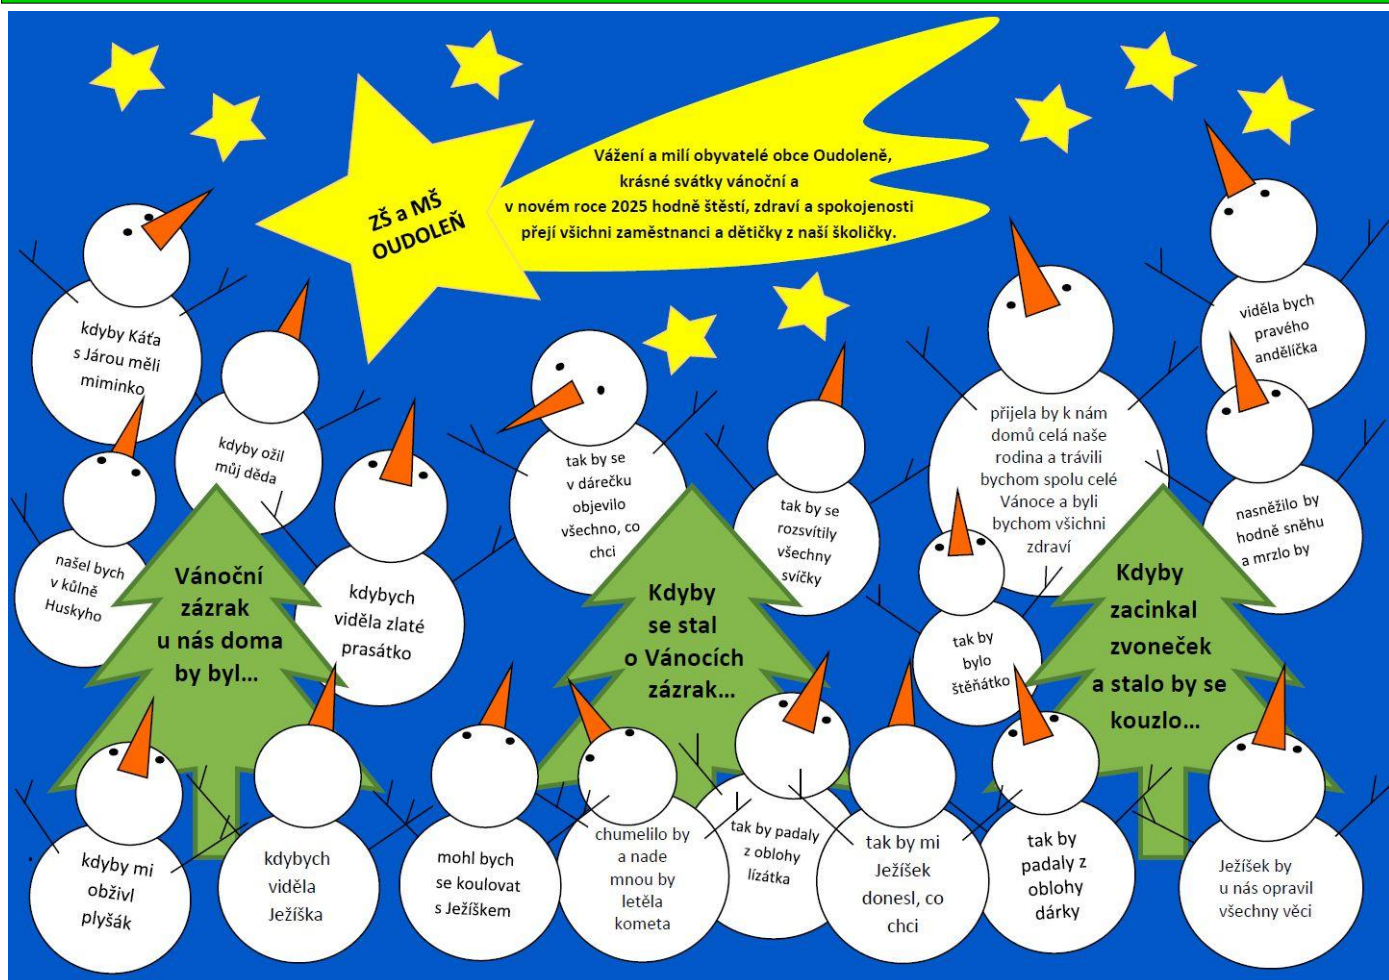 ZŠ a MŠ
OUDOLEŇ
Vážení a milí obyvatelé obce Oudoleně,
krásné svátky vánoční a
v novém roce 2025 hodně štěstí, zdraví a spokojenosti
přejí všichni zaměstnanci a dětičky z naší školičky.
kdyby Káťa
s Járou měli
miminko
kdyby ožil
můj děda
našel bych
v kůlně
Huskyho
kdybych
viděla zlaté
prasátko
Vánoční
zázrak
u nás doma
by byl...
kdyby mi
obživl
plyšák
kdybych
viděla
Ježíška
mohl bych
se koulovat
s Ježíškem
tak by se
v dárečku
objevilo
všechno, co
chci
tak by se
rozsvítily
všechny
svíčky
Kdyby
se stal
o Vánocích
zázrak...
chumelilo by
a nade
mnou by
letěla
kometa
tak by padaly
z oblohy
lízátka
tak by mi
Ježíšek
donesl, co
chci
viděla bych
pravého
andělíčka
přijela by k nám
domů celá naše
rodina a trávili
bychom spolu celé
Vánoce a byli
bychom všichni
zdraví
nasněžilo by
hodně sněhu
a mrzlo by
tak by
bylo
štěňátko
Kdyby
zacinkal
zvoneček
a stalo by se
kouzlo...
tak by
padaly z
oblohy
dárky
Ježíšek by
u nás opravil
všechny věci